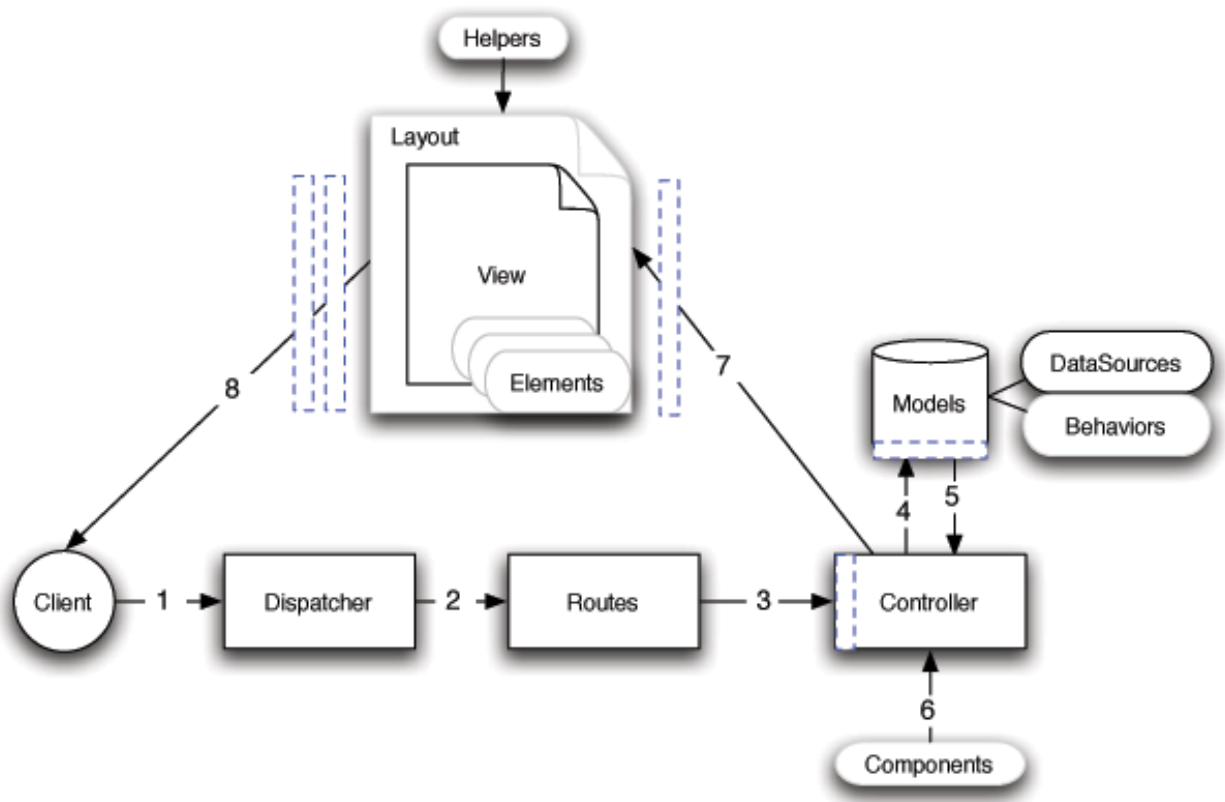 Helpers
Layout
View
Elements
8
7
DataSources
Models
Behaviors
4
5
Client
1
Dispatcher
2
Routes
3
Controller
6
Components